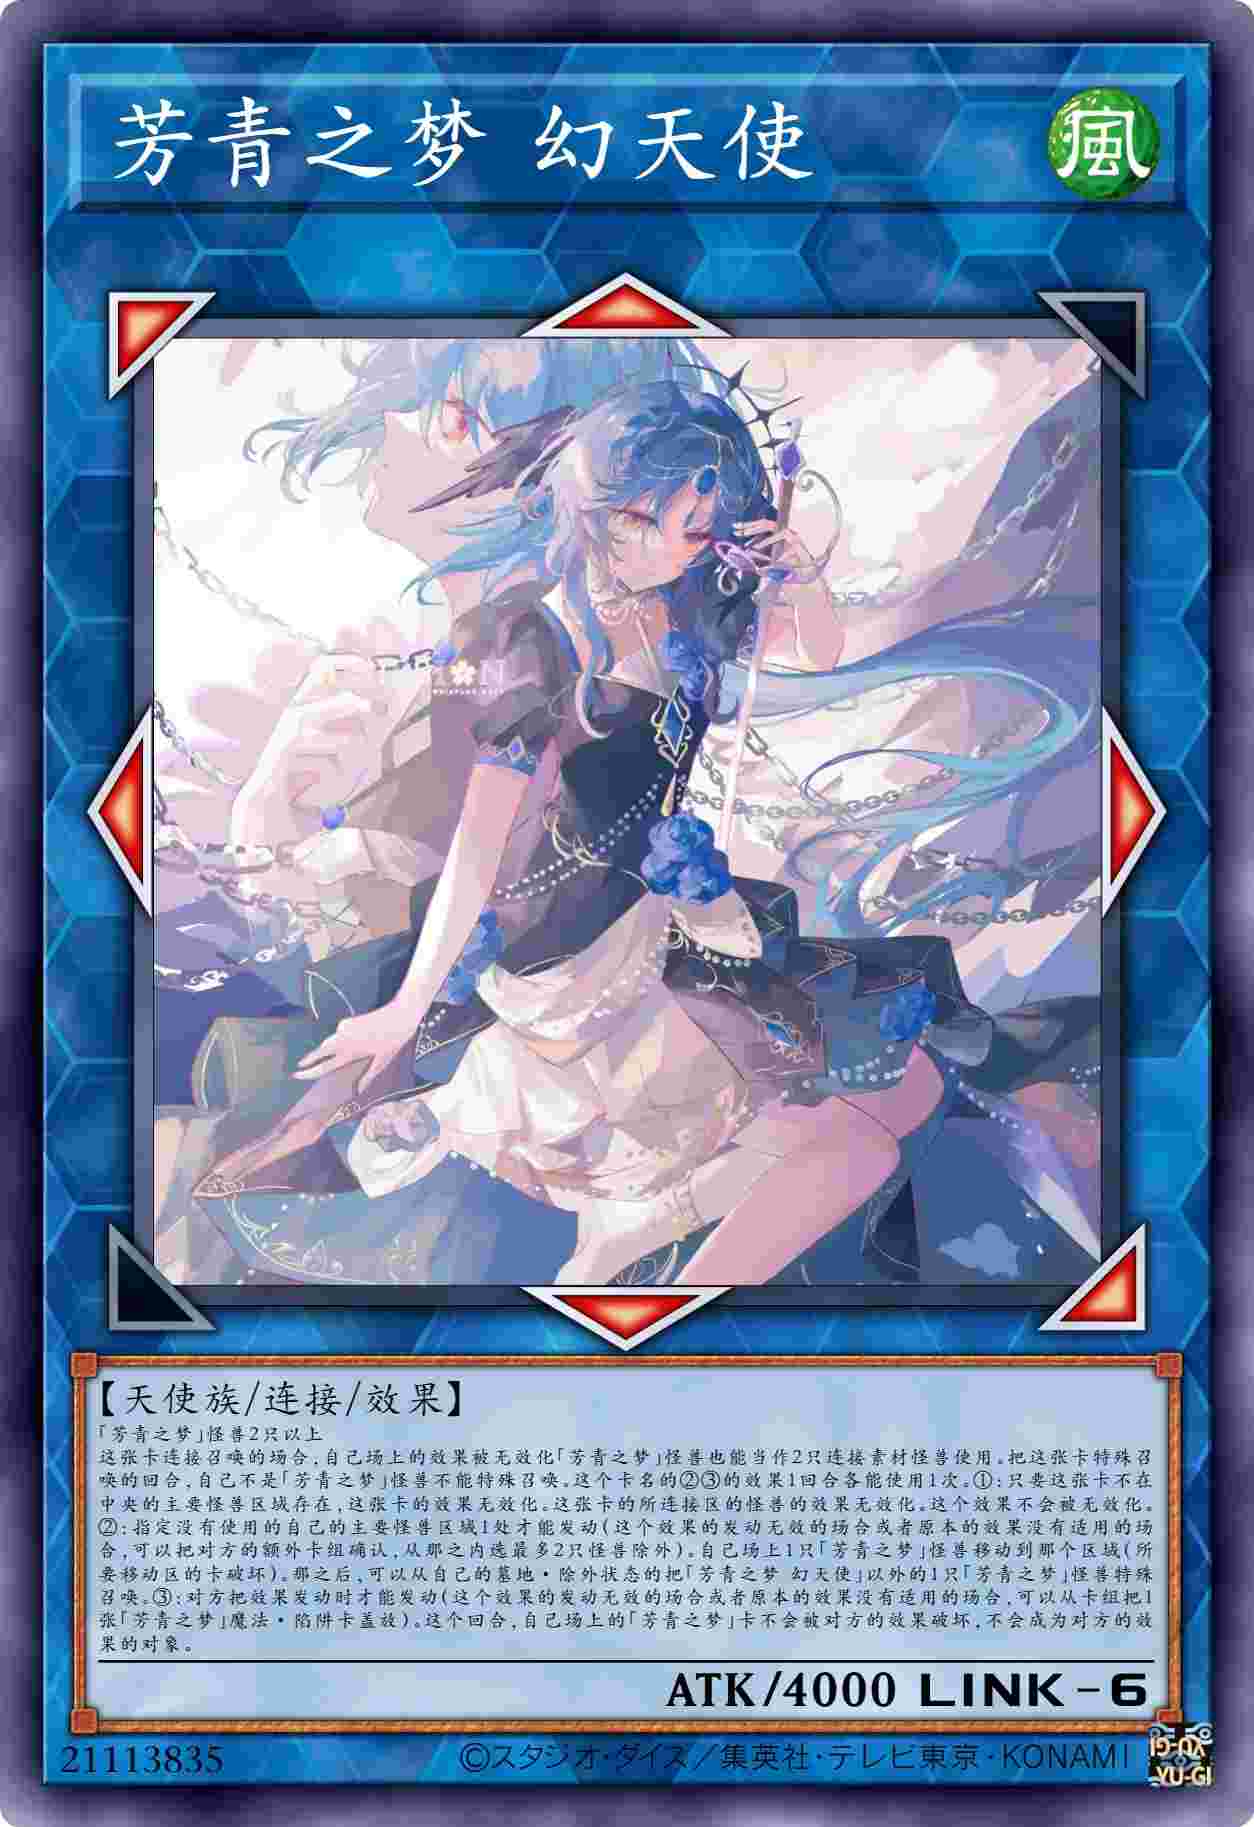 芳青之梦 幻天使
風
【天使族/连接/效果】
「芳青之梦」怪兽2只以上
这张卡连接召唤的场合,自己场上的效果被无效化「芳青之梦」怪兽也能当作2只连接素材怪兽使用。把这张卡特殊召
唤的回合,自己不是「芳青之梦」怪兽不能特殊召唤。这个卡名的②③的效果1回合各能使用1次。①:只要这张卡不在
中央的主要怪兽区域存在,这张卡的效果无效化。这张卡的所连接区的怪兽的效果无效化。这个效果不会被无效化。
②:指定没有使用的自己的主要怪兽区域1处才能发动(这个效果的发动无效的场合或者原本的效果没有适用的场
合,可以把对方的额外卡组确认,从那之内选最多2只怪兽除外)。自己场上1只「芳青之梦」怪兽移动到那个区域(所
要移动区的卡破坏)。那之后,可以从自己的墓地・除外状态的把「芳青之梦 幻天使」以外的1只「芳青之梦」怪兽特殊
召唤。③:对方把效果发动时才能发动(这个效果的发动无效的场合或者原本的效果没有适用的场合,可以从卡组把1
张「芳青之梦」魔法・陷阱卡盖放)。这个回合,自己场上的「芳青之梦」卡不会被对方的效果破坏,不会成为对方的效
果的对象。
ATK/4000 LINK-6
21113835
©スタジオ・ダイス/集英社・テレビ東京・KONAMI
YU-GI